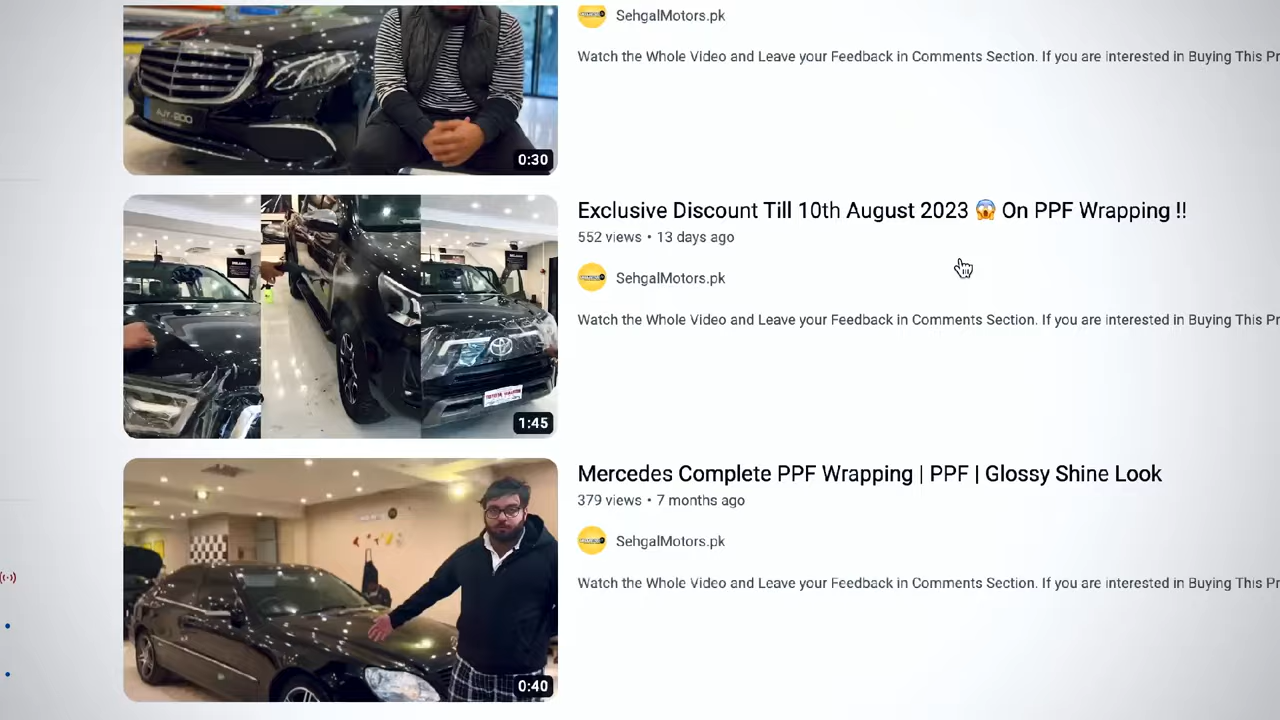 SehgalMotors.pk
Watch the Whole Video and Leave your Feedback in Comments Section. If you are interested in Buying This Pr
0:30
Exclusive Discount Till 10th August 2023 😱 On PPF Wrapping !!
552 views • 13 days ago
SehgalMotors.pk
Watch the Whole Video and Leave your Feedback in Comments Section. If you are interested in Buying This Pr
1:45
Mercedes Complete PPF Wrapping | PPF | Glossy Shine Look
379 views • 7 months ago
SehgalMotors.pk
Watch the Whole Video and Leave your Feedback in Comments Section. If you are interested in Buying This Pr
0:40